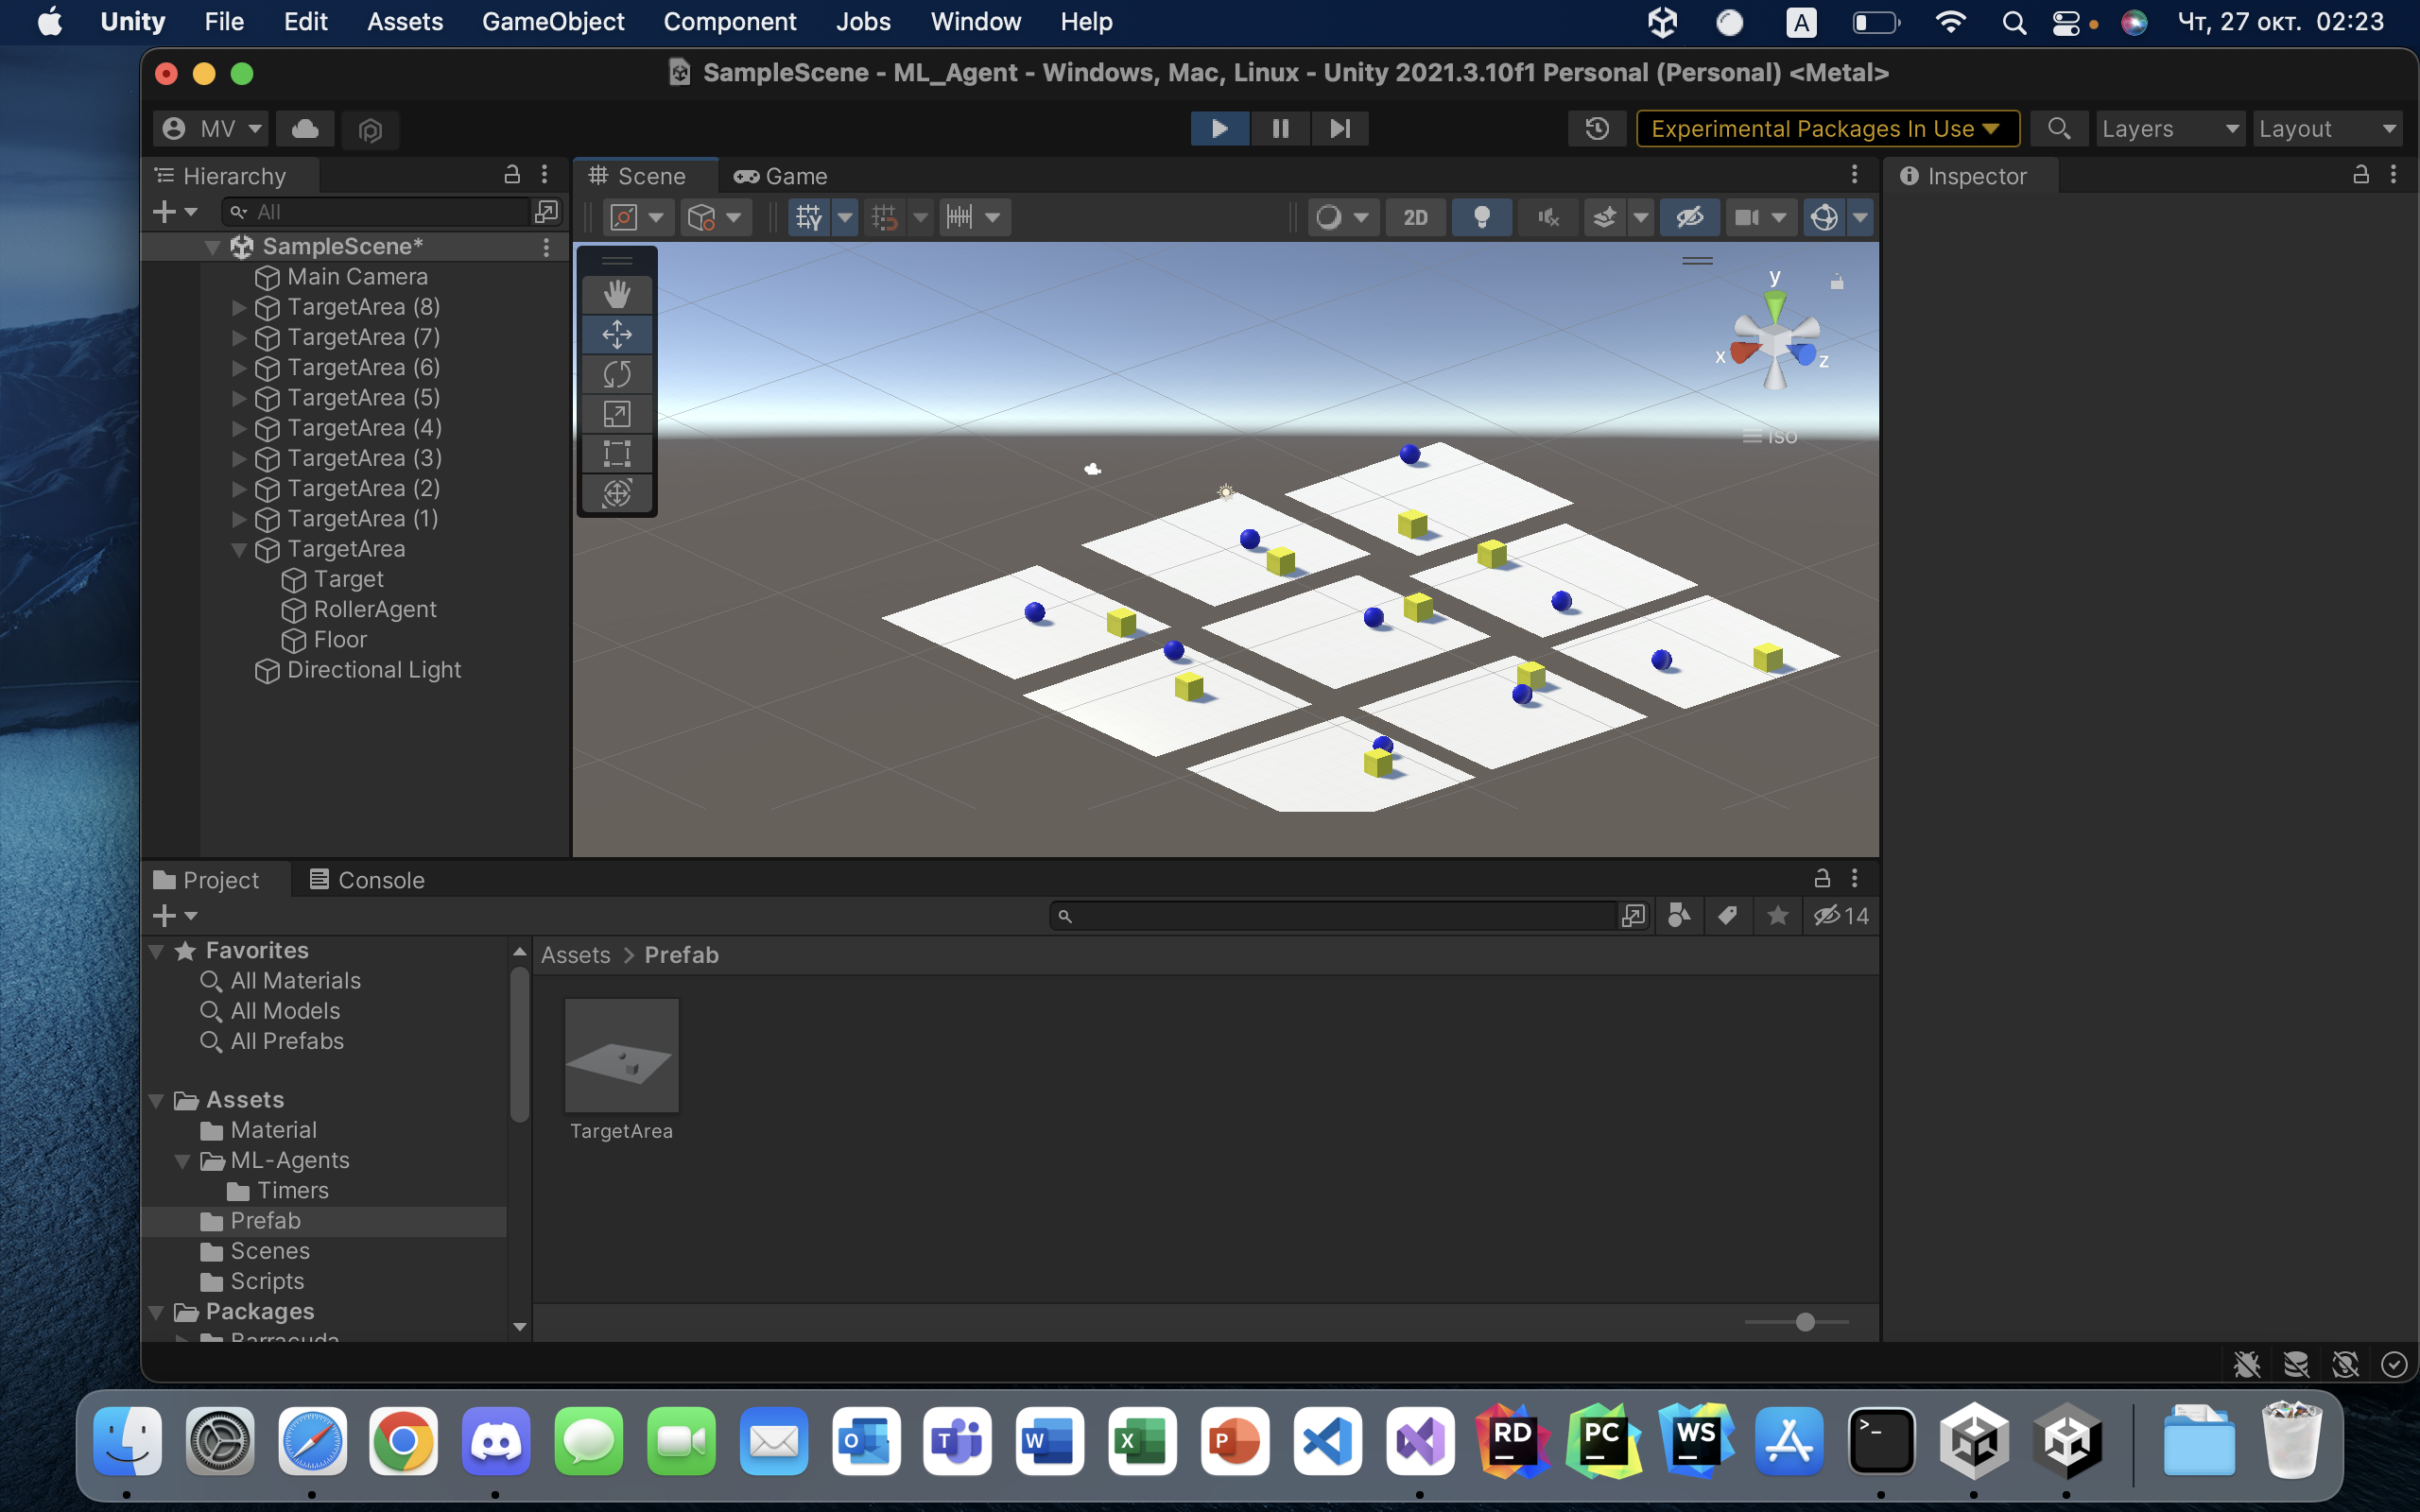 Unity File Edit Assets GameObject Component Jobs Window Help A Чт, 27 окт. 02:23
SampleScene - ML_Agent - Windows, Mac, Linux - Unity 2021.3.10f1 Personal (Personal) <Metal>
MV Experimental Packages In Use Layers Layout
Hierarchy
All
SampleScene*
Main Camera
TargetArea (8)
TargetArea (7)
TargetArea (6)
TargetArea (5)
TargetArea (4)
TargetArea (3)
TargetArea (2)
TargetArea (1)
TargetArea
Target
RollerAgent
Floor
Directional Light
Scene Game
2D
y
x z
Iso
Inspector
Project Console
14
Favorites
All Materials
All Models
All Prefabs
Assets
Material
ML-Agents
Timers
Prefab
Scenes
Scripts
Packages
Barracuda
Assets > Prefab
TargetArea
O T W X P RD PC WS >_